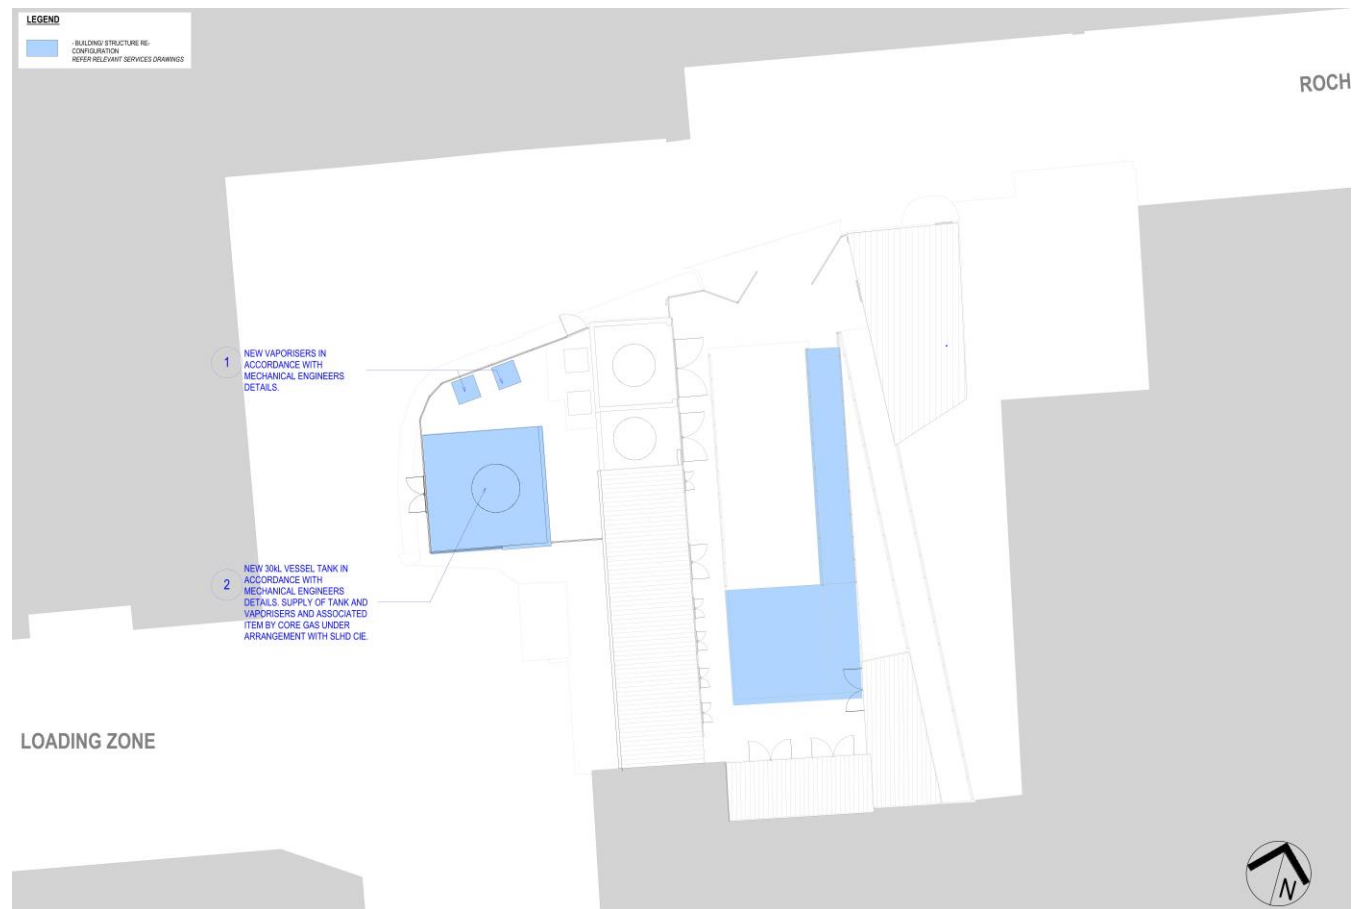 LEGEND
- BUILDING/ STRUCTURE RE-
CONFIGURATION
REFER RELEVANT SERVICES DRAWINGS
ROCH
1
NEW VAPORISERS IN
ACCORDANCE WITH
MECHANICAL ENGINEERS
DETAILS.
2
NEW 30kL VESSEL TANK IN
ACCORDANCE WITH
MECHANICAL ENGINEERS
DETAILS. SUPPLY OF TANK AND
VAPORISERS AND ASSOCIATED
ITEM BY CORE GAS UNDER
ARRANGEMENT WITH SLHD CIE.
LOADING ZONE
N